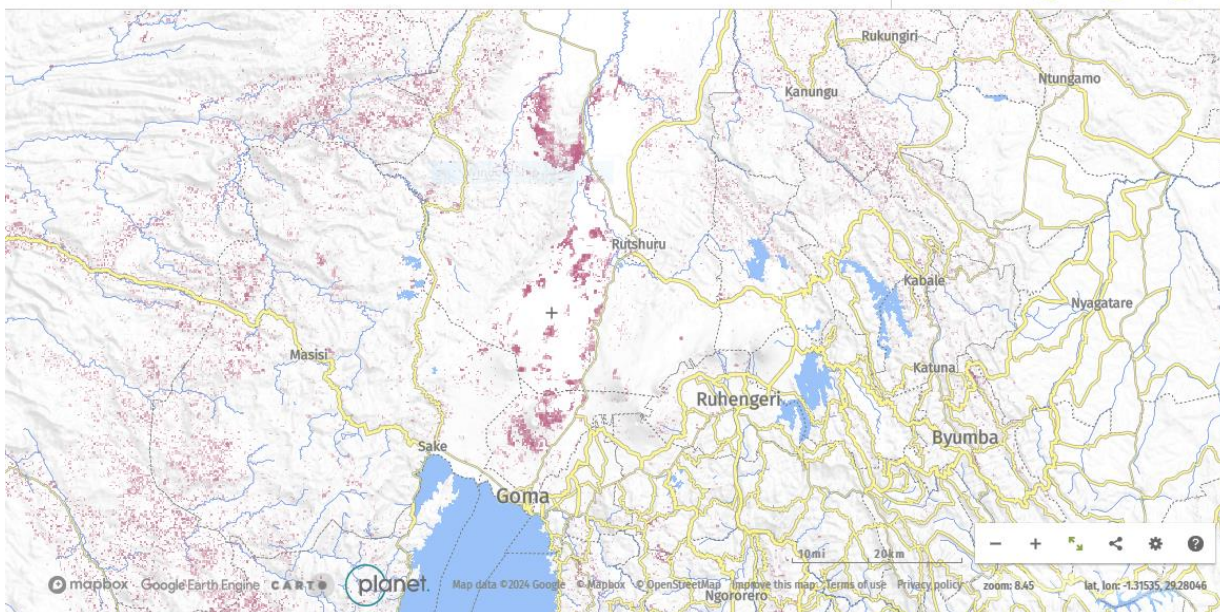 Rukungiri
Ntungamo
Kanungu
Rutshuru
Kabale
Nyagatare
Masisi
Katuna
Ruhengeri
Byumba
Sake
Goma
10mi 20km
mapbox Google Earth Engine CARTO planet. Map data ©2024 Google © Mapbox © OpenStreetMap Improve this map Terms of use Privacy policy zoom: 8.45 lat, lon: -1.31535, 29.28046
Ngororero